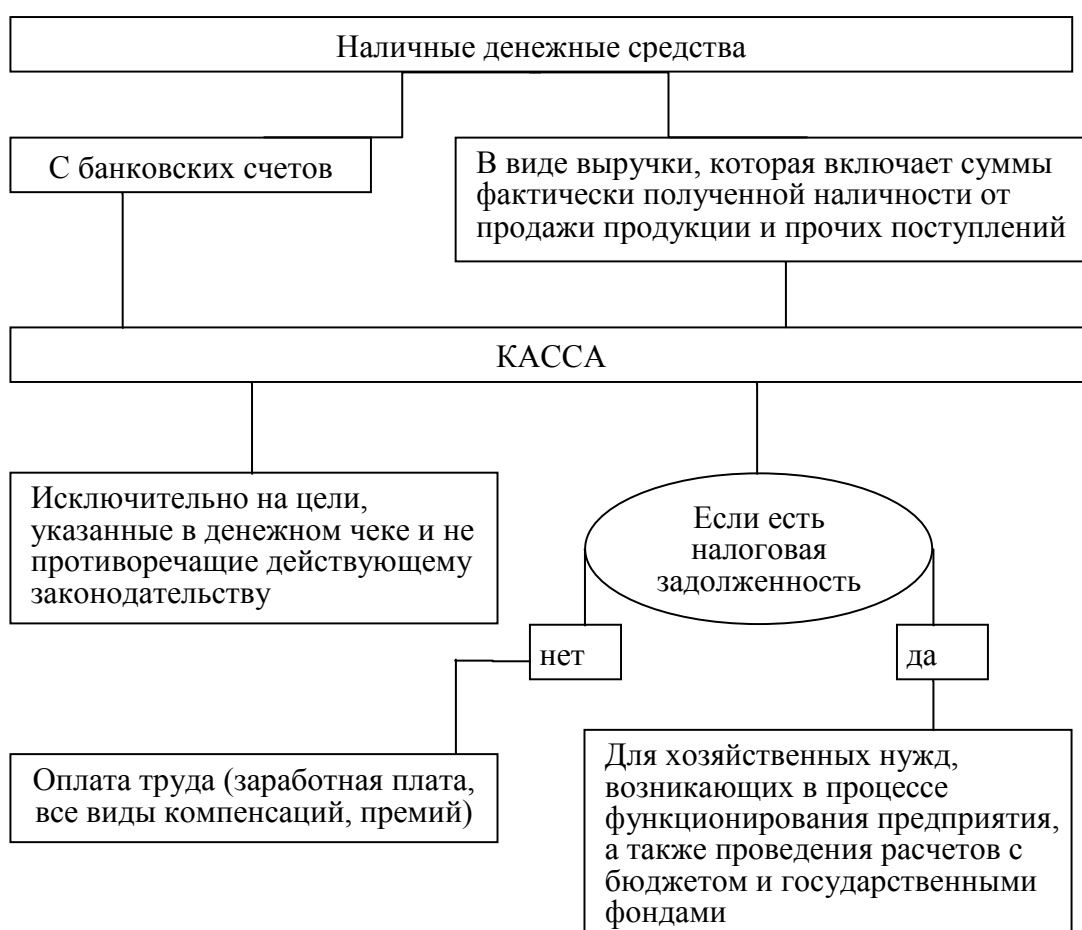 Наличные денежные средства
С банковских счетов
В виде выручки, которая включает суммы
фактически полученной наличности от
продажи продукции и прочих поступлений
КАССА
Исключительно на цели,
указанные в денежном чеке и не
противоречащие действующему
законодательству
Если есть
налоговая
задолженность
нет
да
Оплата труда (заработная плата,
все виды компенсаций, премий)
Для хозяйственных нужд,
возникающих в процессе
функционирования предприятия,
а также проведения расчетов с
бюджетом и государственными
фондами